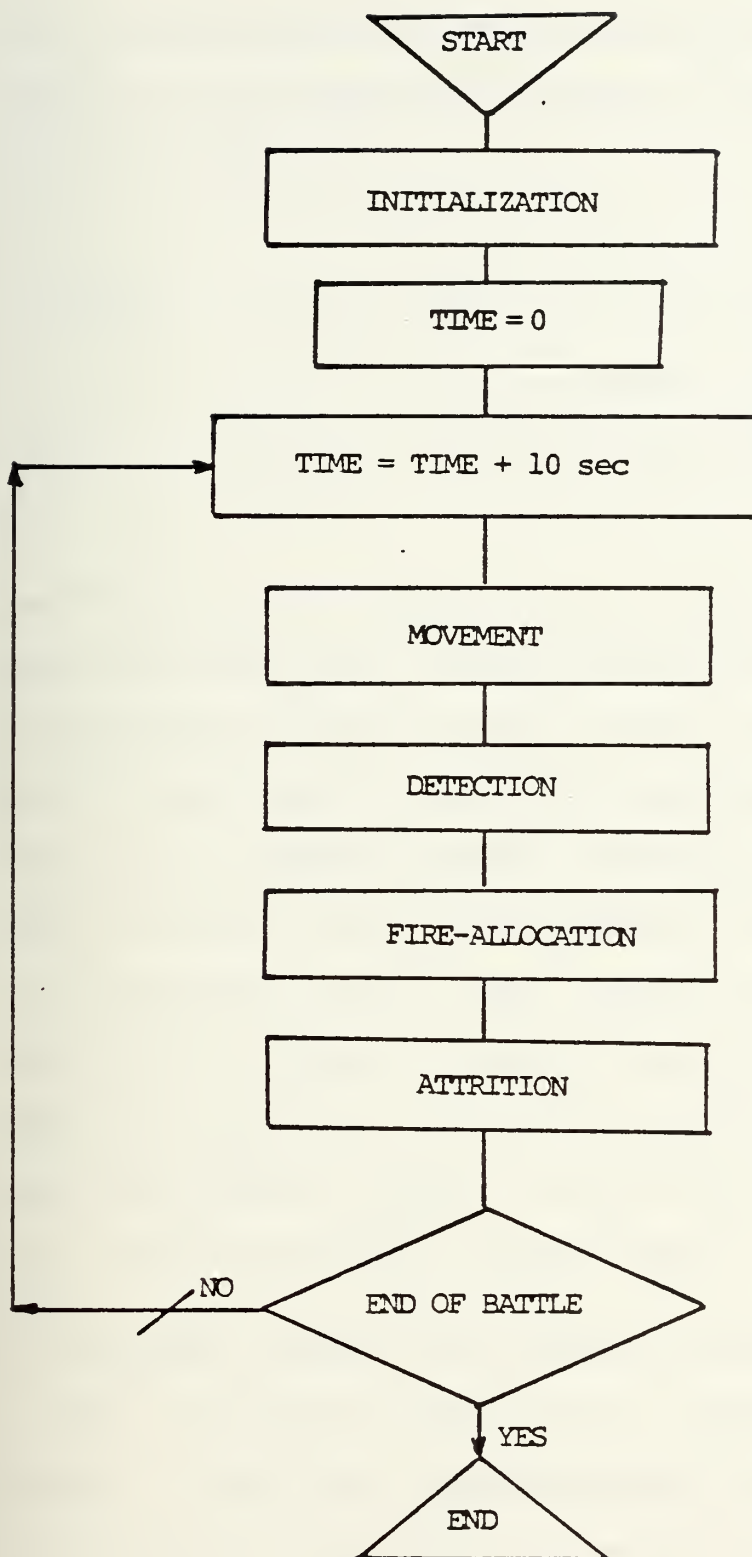 START
INITIALIZATION
TIME = 0
TIME = TIME + 10 sec
MOVEMENT
DETECTION
FIRE-ALLOCATION
ATTRITION
NO
END OF BATTLE
YES
END